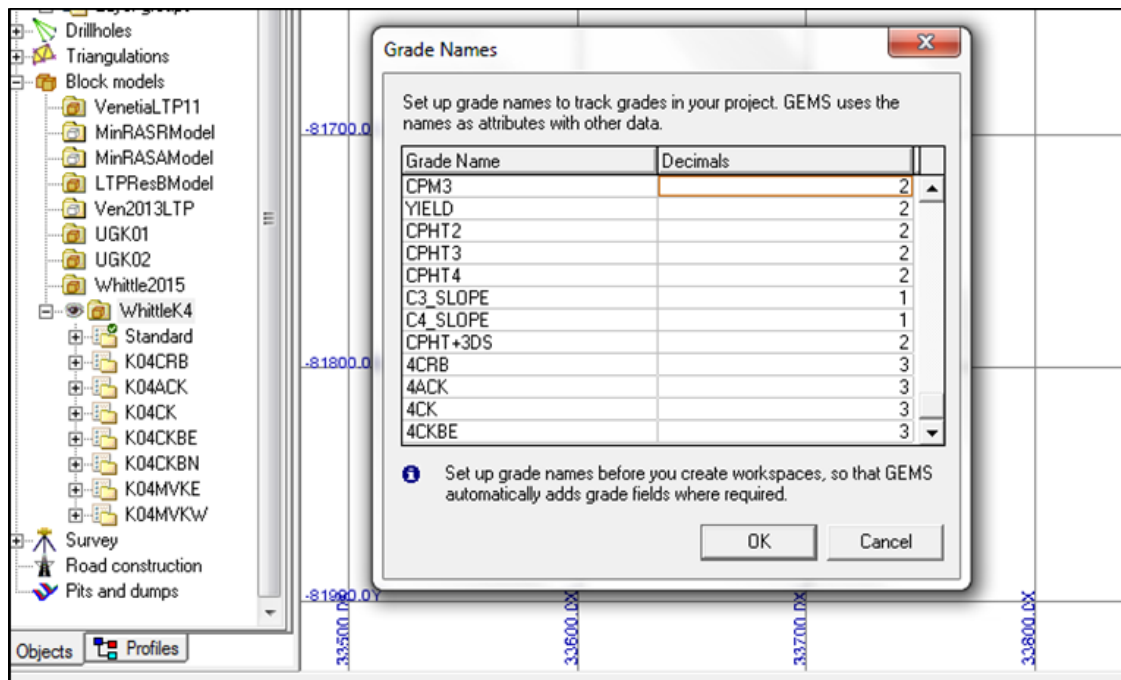 Drillholes
Triangulations
Block models
VenetiaLTP11
MinRASRModel
MinRASAModel
LTPResBModel
Ven2013LTP
UGK01
UGK02
Whittle2015
WhittleK4
Standard
K04CRB
K04ACK
K04CK
K04CKBE
K04CKBN
K04MVKE
K04MVKW
Survey
Road construction
Pits and dumps
Objects Profiles
Grade Names
Set up grade names to track grades in your project. GEMS uses the
names as attributes with other data.
Grade Name Decimals
CPM3 2
YIELD 2
CPHT2 2
CPHT3 2
CPHT4 2
C3_SLOPE 1
C4_SLOPE 1
CPHT+3DS 2
4CRB 3
4ACK 3
4CK 3
4CKBE 3
Set up grade names before you create workspaces, so that GEMS
automatically adds grade fields where required.
OK Cancel
-81700.0
-81800.0
33500.0X
33600.0X
33700.0X
33800.0X